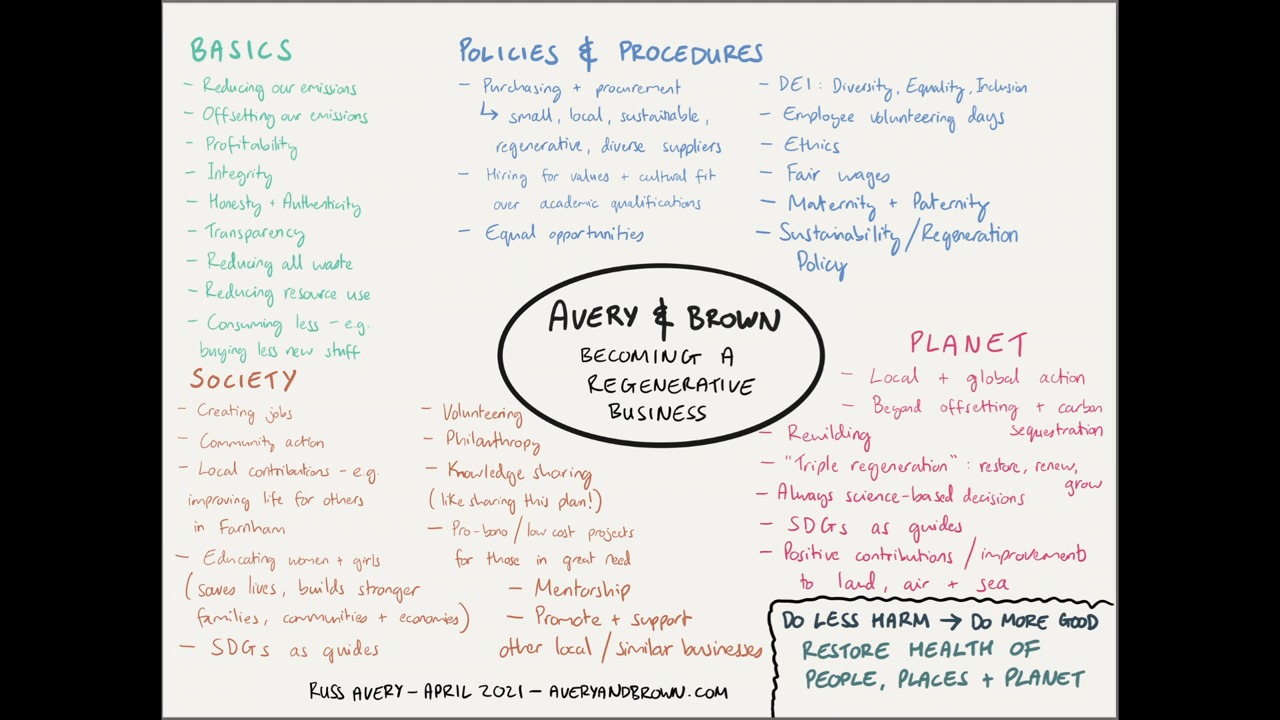 BASICS
- Reducing our emissions
- Offsetting our emissions
- Profitability
- Integrity
- Honesty + Authenticity
- Transparency
- Reducing all waste
- Reducing resource use
- Consuming less - e.g.
buying less new stuff
POLICIES & PROCEDURES
- Purchasing + procurement
↳ small, local, sustainable,
regenerative, diverse suppliers
- Hiring for values + cultural fit
over academic qualifications
- Equal opportunities
- DEI: Diversity, Equality, Inclusion
- Employee volunteering days
- Ethics
- Fair wages
- Maternity + Paternity
- Sustainability / Regeneration
Policy
AVERY & BROWN
BECOMING A
REGENERATIVE
BUSINESS
SOCIETY
- Creating jobs
- Community action
- Local contributions - e.g.
improving life for others
in Farnham
- Educating women + girls
(saves lives, builds stronger
families, communities + economies)
- SDGs as guides
- Volunteering
- Philanthropy
- Knowledge sharing
(like sharing this plan!)
- Pro-bono / low cost projects
for those in great need
- Mentorship
- Promote + support
other local / similar businesses
PLANET
- Local + global action
- Beyond offsetting + carbon
sequestration
- Rewilding
- "Triple regeneration" : restore, renew,
grow
- Always science-based decisions
- SDGs as guides
- Positive contributions / improvements
to land, air + sea
DO LESS HARM → DO MORE GOOD
RESTORE HEALTH OF
PEOPLE, PLACES + PLANET
RUSS AVERY - APRIL 2021 - AVERYANDBROWN.COM